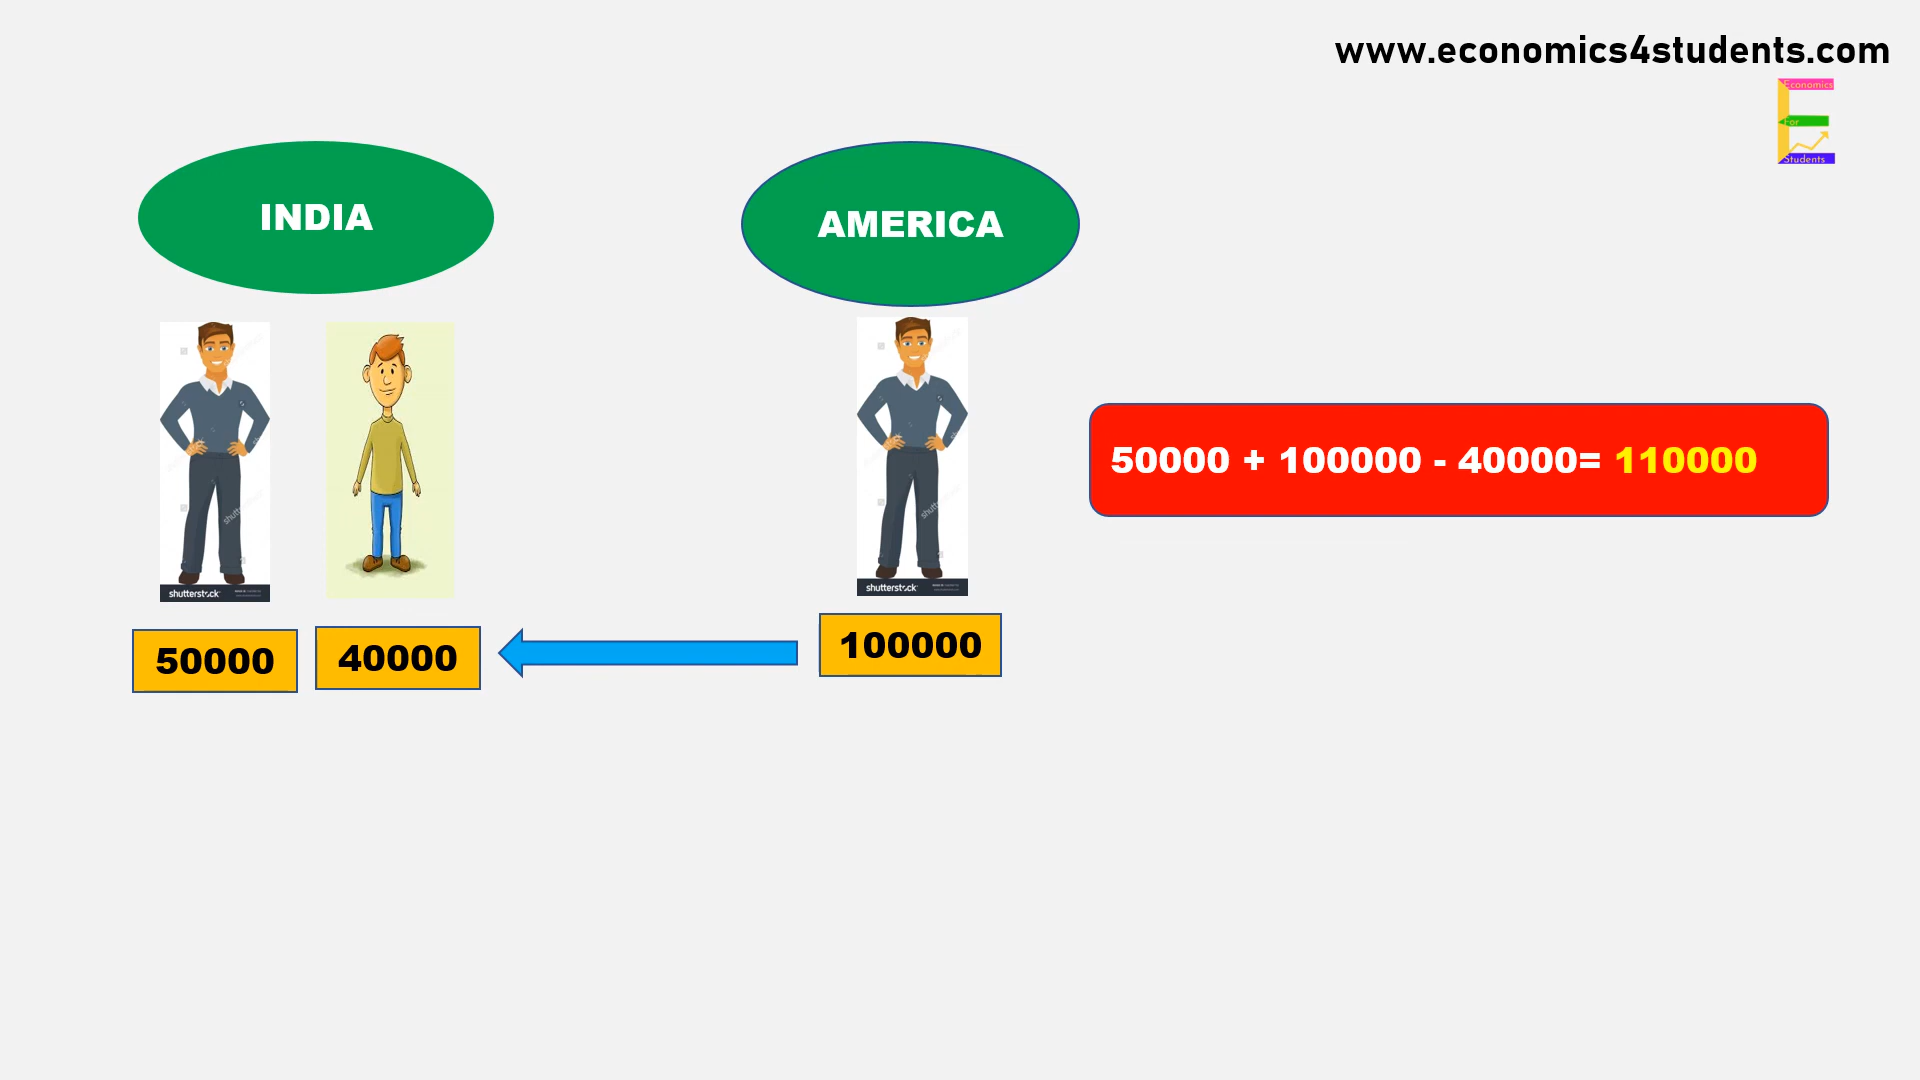 www.economics4students.com
Economics
For
Students
INDIA
AMERICA
50000 + 100000 - 40000= 110000
shutterstock
shutterstock
50000
40000
100000